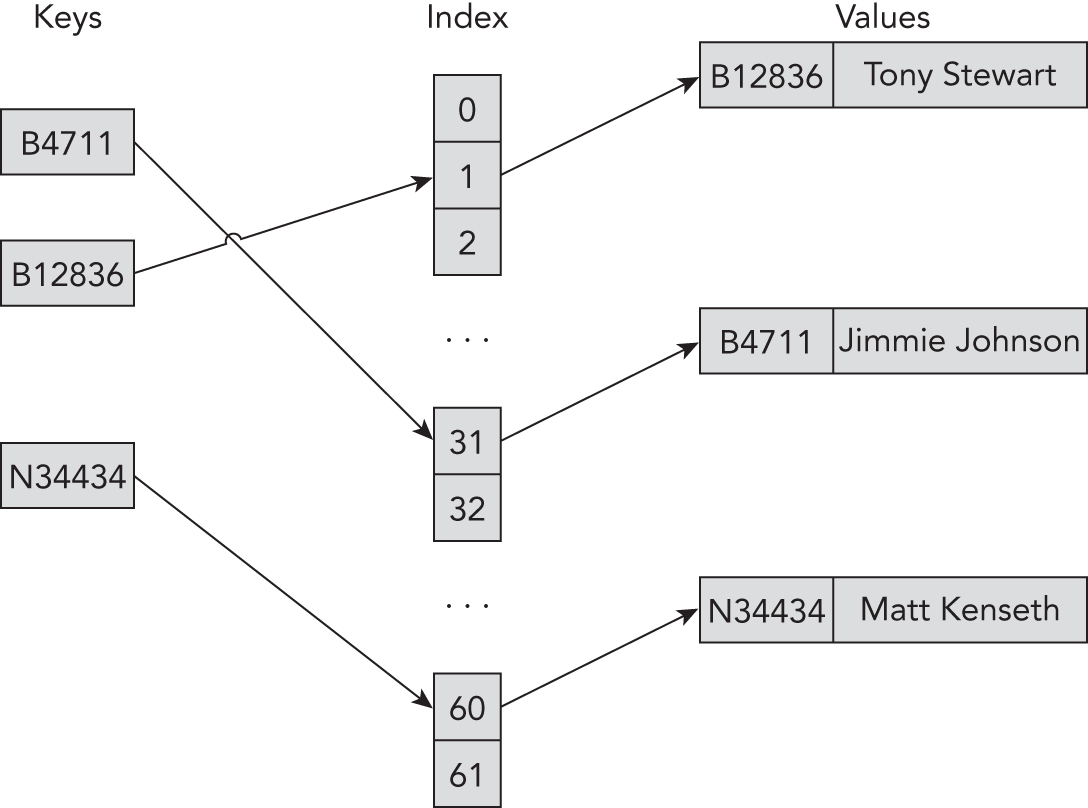 Keys Index Values
B12836 Tony Stewart
0
B4711
1
2
B12836
. . .
B4711 Jimmie Johnson
31
N34434
32
. . .
N34434 Matt Kenseth
60
61